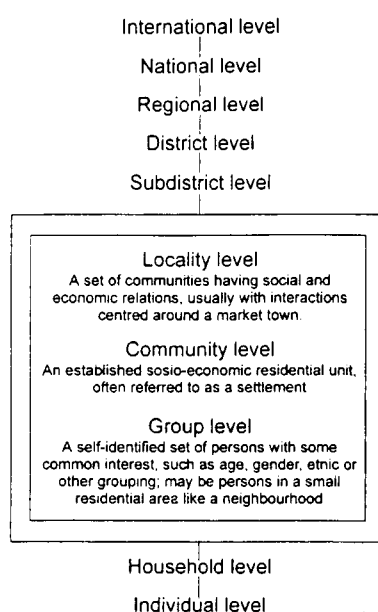 International level
National level
Regional level
District level
Subdistrict level
Locality level
A set of communities having social and
economic relations, usually with interactions
centred around a market town.
Community level
An established sosio-economic residential unit,
often referred to as a settlement
Group level
A self-identified set of persons with some
common interest, such as age, gender, etnic or
other grouping; may be persons in a small
residential area like a neighbourhood
Household level
Individual level